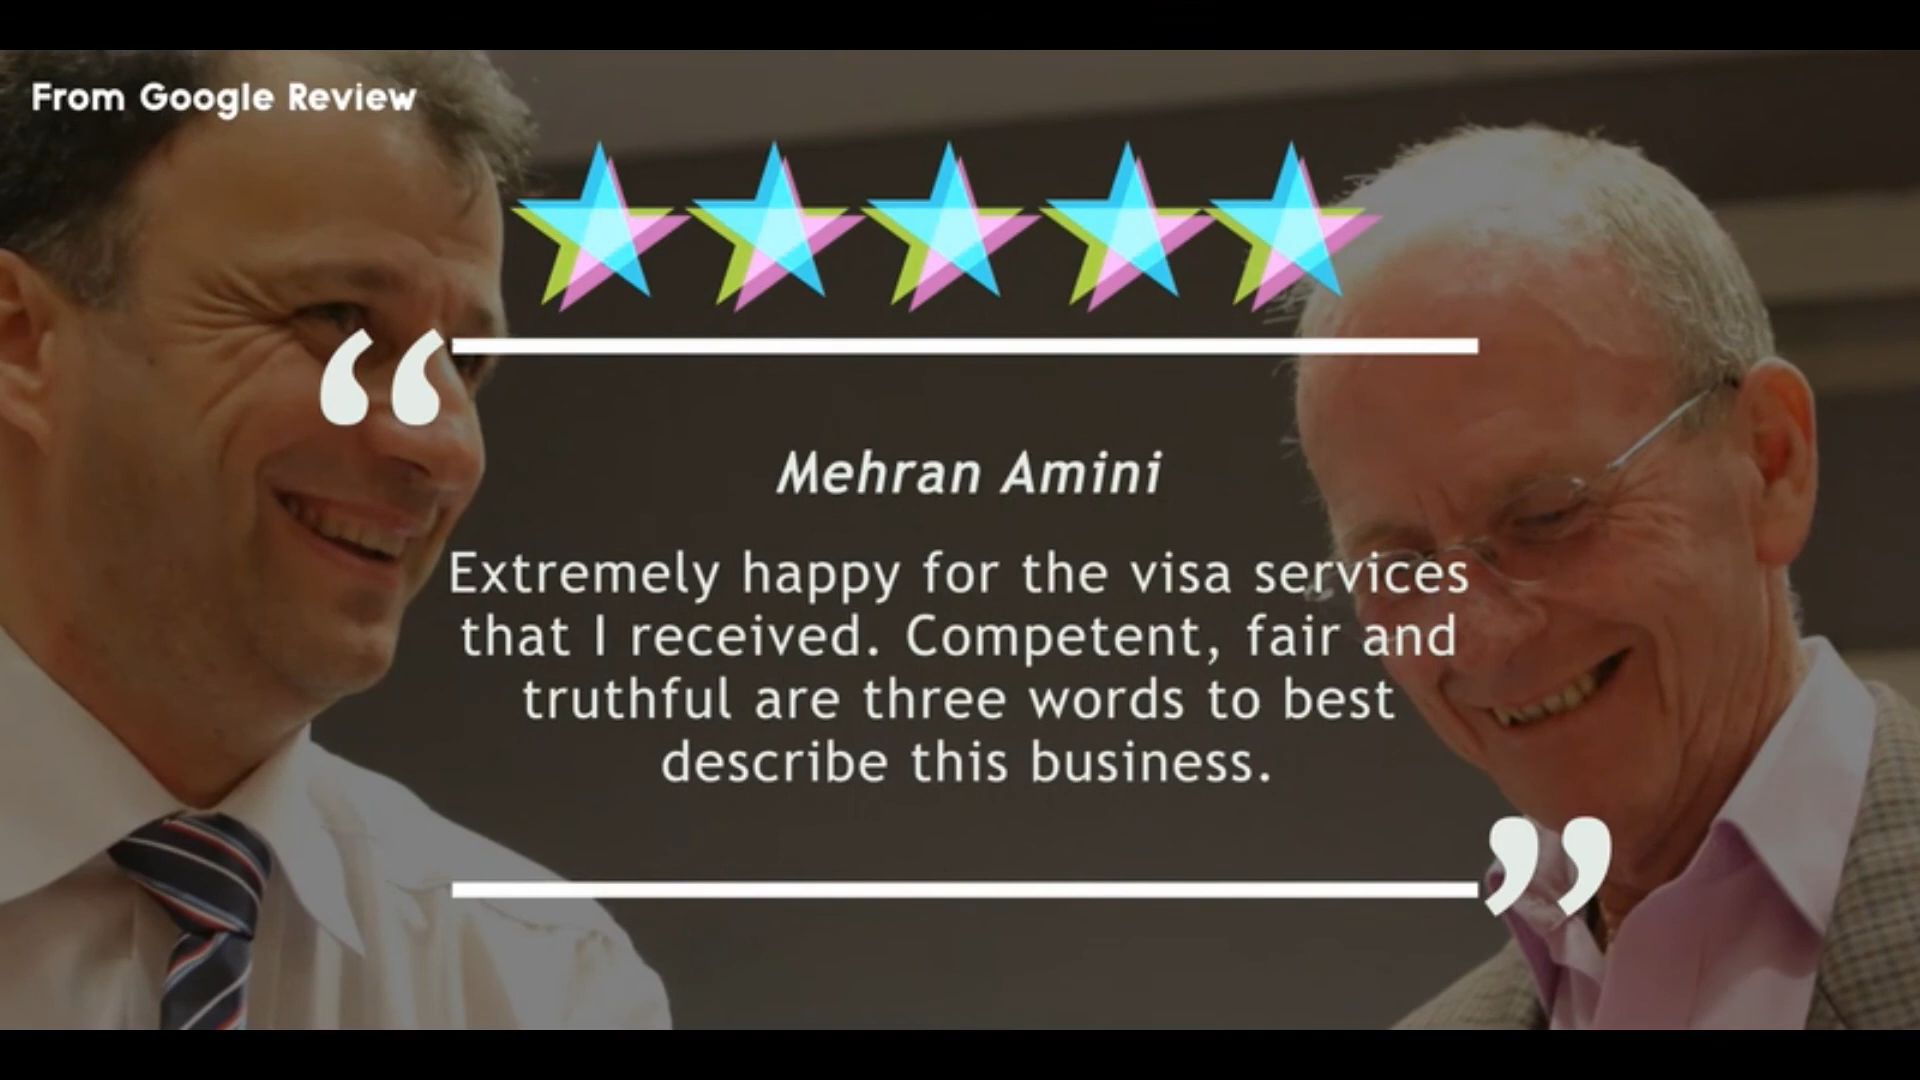 From Google Review
“
Mehran Amini
Extremely happy for the visa services
that I received. Competent, fair and
truthful are three words to best
describe this business.
”